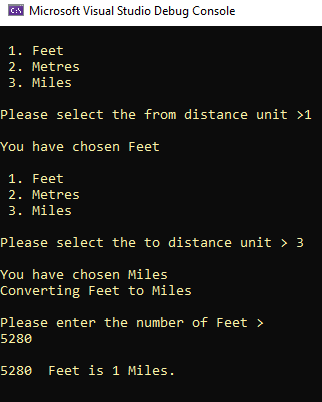 C:\ Microsoft Visual Studio Debug Console
1. Feet
2. Metres
3. Miles
Please select the from distance unit >1
You have chosen Feet
1. Feet
2. Metres
3. Miles
Please select the to distance unit > 3
You have chosen Miles
Converting Feet to Miles
Please enter the number of Feet >
5280
5280  Feet is 1 Miles.